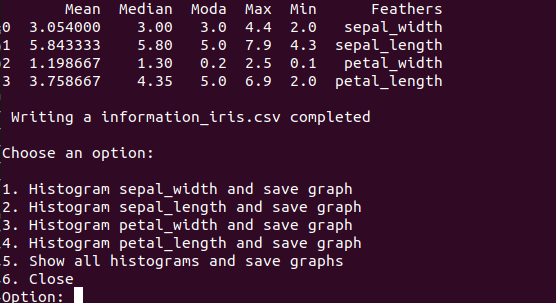 Mean Median Moda Max Min Feathers
0 3.054000 3.00 3.0 4.4 2.0 sepal_width
1 5.843333 5.80 5.0 7.9 4.3 sepal_length
2 1.198667 1.30 0.2 2.5 0.1 petal_width
3 3.758667 4.35 5.0 6.9 2.0 petal_length
Writing a information_iris.csv completed
Choose an option:
1. Histogram sepal_width and save graph
2. Histogram sepal_length and save graph
3. Histogram petal_width and save graph
4. Histogram petal_length and save graph
5. Show all histograms and save graphs
6. Close
Option: